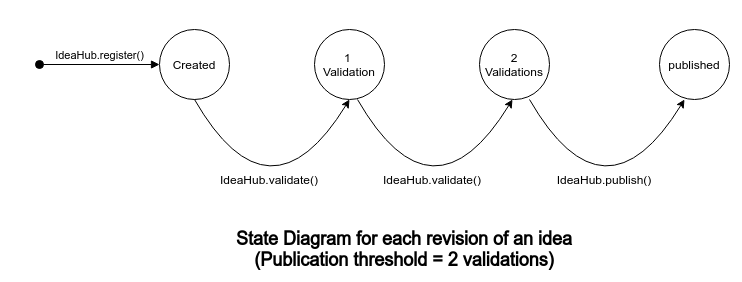 IdeaHub.register()
Created
1
Validation
2
Validations
published
IdeaHub.validate()
IdeaHub.validate()
IdeaHub.publish()
State Diagram for each revision of an idea
(Publication threshold = 2 validations)